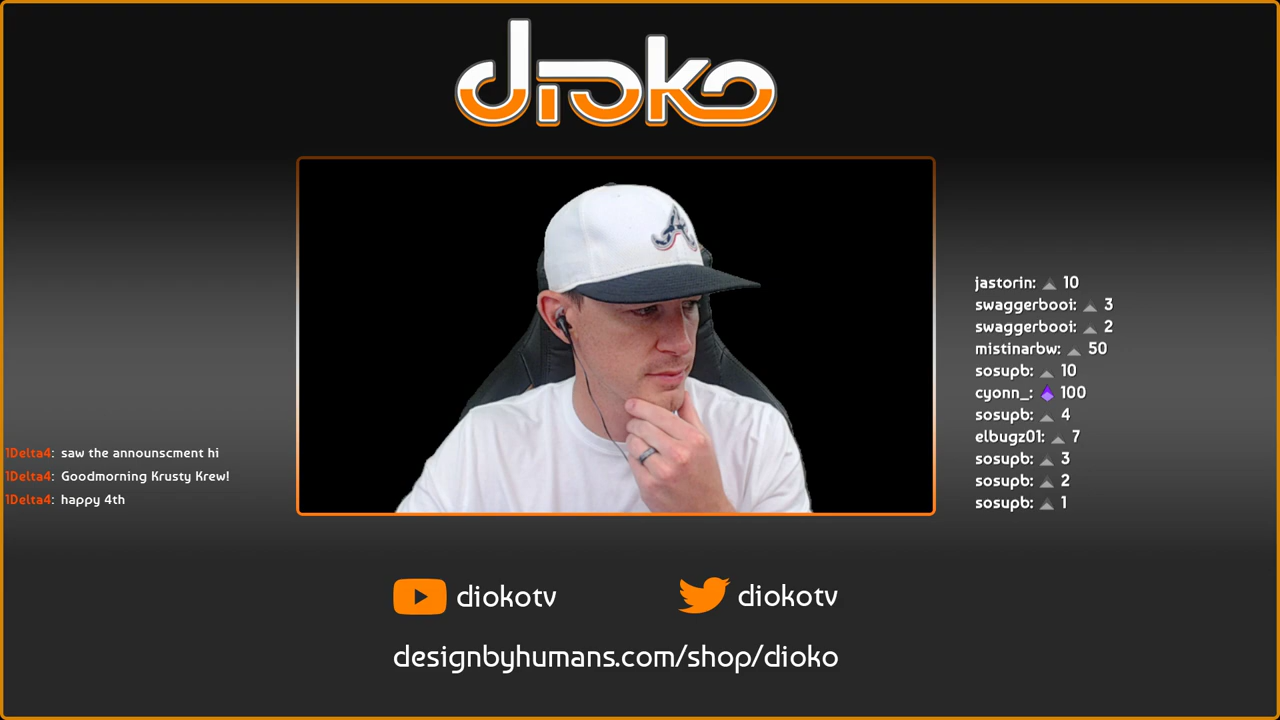 dioko
A
1Delta4: saw the announscment hi
1Delta4: Goodmorning Krusty Krew!
1Delta4: happy 4th
jastorin: 10
swaggerbooi: 3
swaggerbooi: 2
mistinarbw: 50
sosupb: 10
cyonn_: 100
sosupb: 4
elbugz01: 7
sosupb: 3
sosupb: 2
sosupb: 1
diokotv
diokotv
designbyhumans.com/shop/dioko